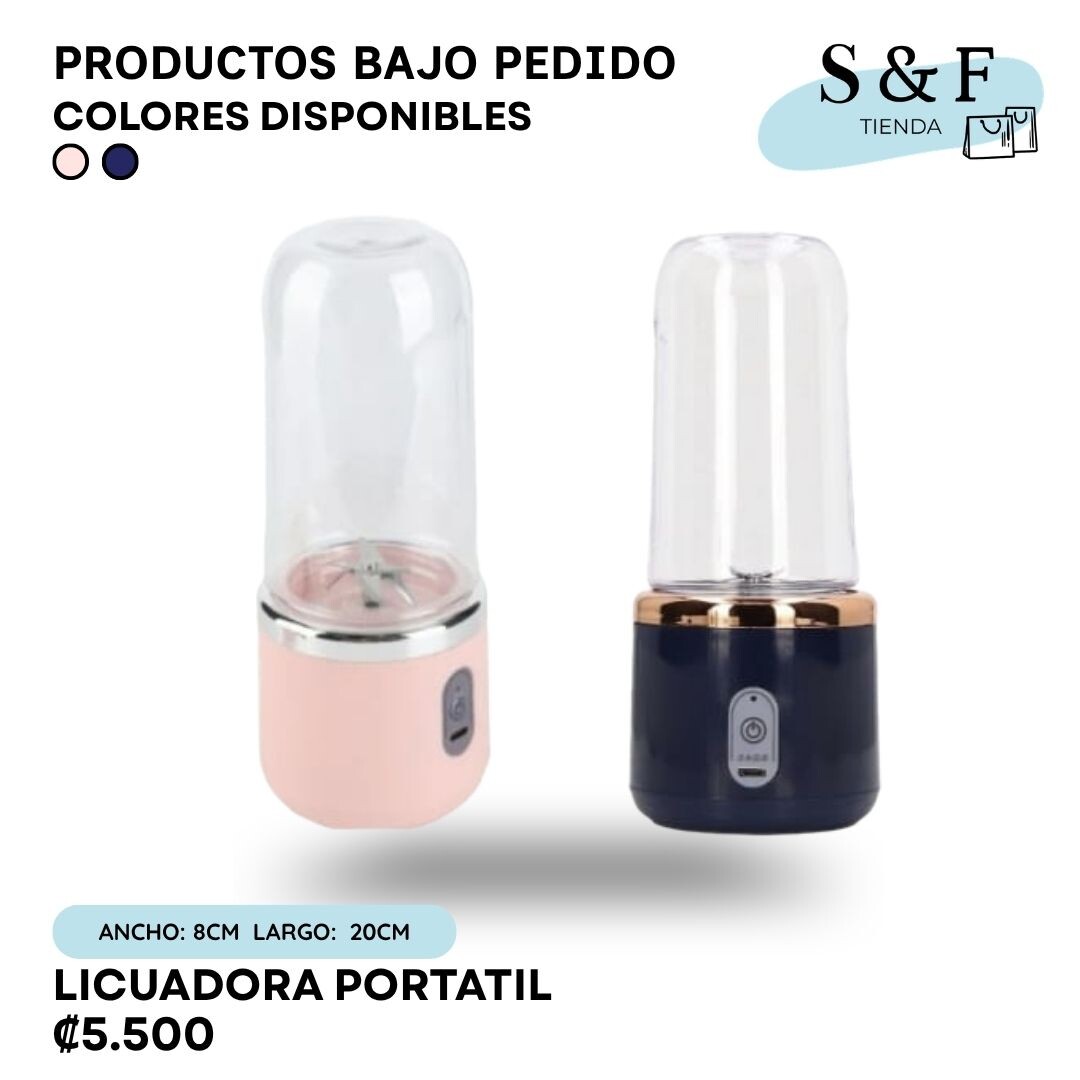 PRODUCTOS BAJO PEDIDO
COLORES DISPONIBLES
S & F
TIENDA
ANCHO: 8CM LARGO: 20CM
LICUADORA PORTATIL
₡5.500